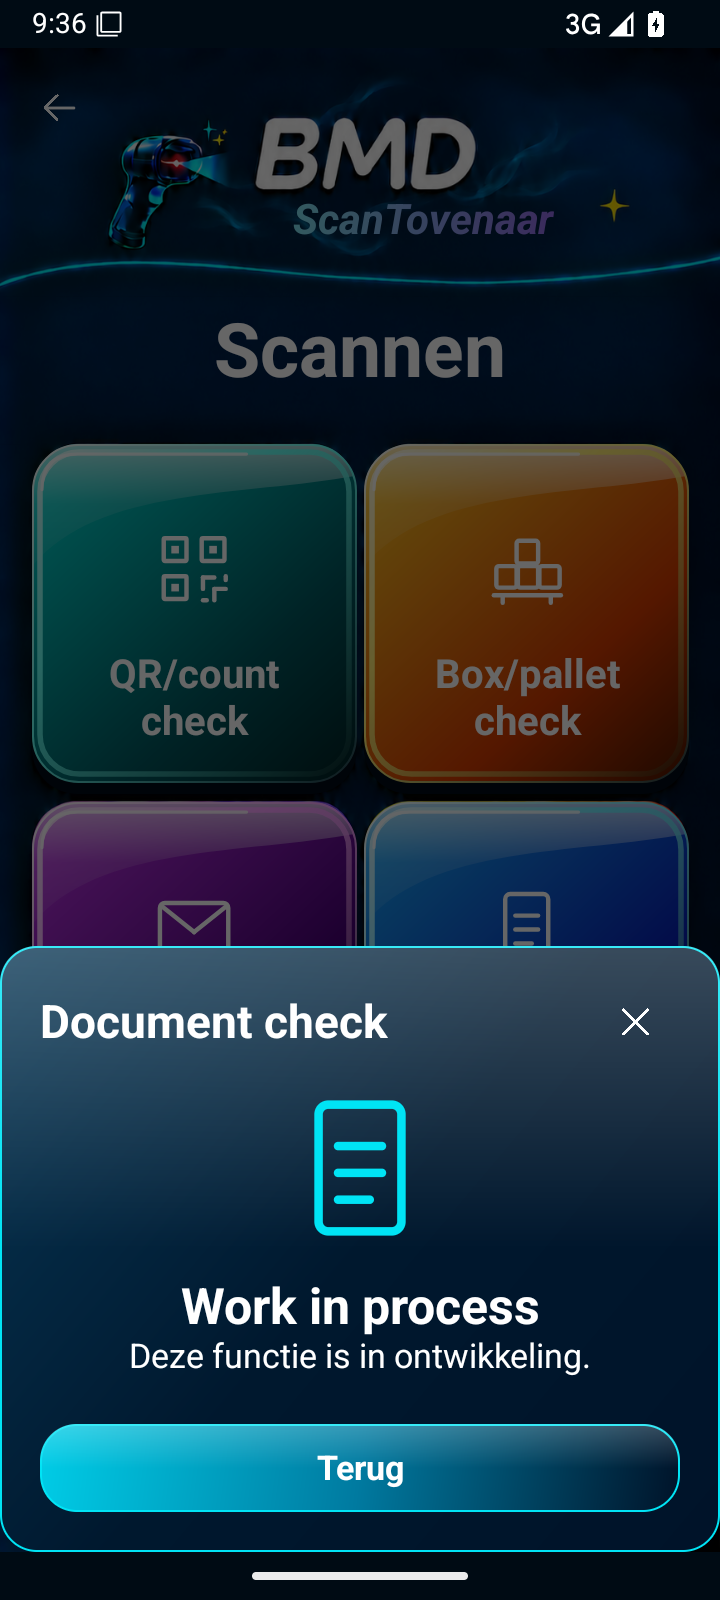 9:36
3G
BMD
ScanTovenaar
Scannen
QR/count
check
Box/pallet
check
Document check
Work in process
Deze functie is in ontwikkeling.
Terug